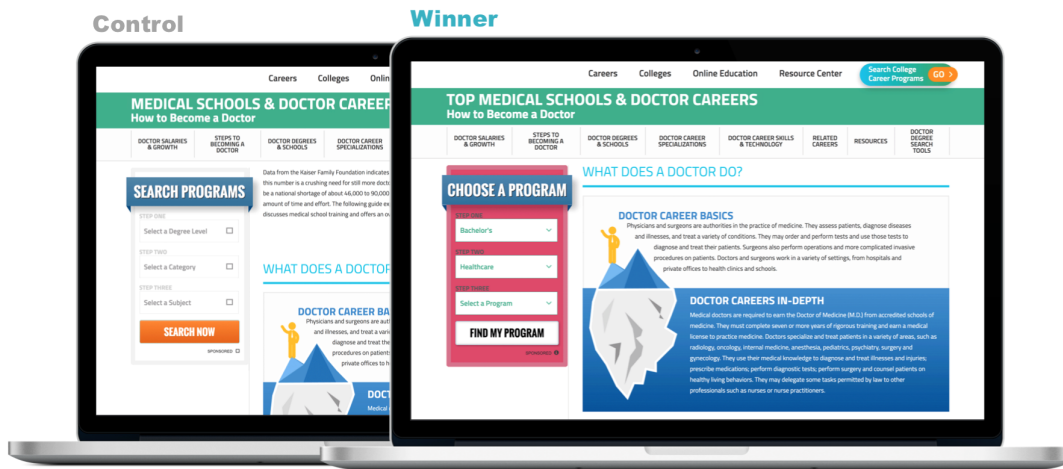 Control
Careers Colleges Onlin
MEDICAL SCHOOLS & DOCTOR CAREER
How to Become a Doctor
DOCTOR SALARIES
& GROWTH
STEPS TO
BECOMING A
DOCTOR
DOCTOR DEGREES
& SCHOOLS
DOCTOR CAREER
SPECIALIZATIONS
SEARCH PROGRAMS
STEP ONE
Select a Degree Level
STEP TWO
Select a Category
STEP THREE
Select a Subject
SEARCH NOW
SPONSORED
Data from the Kaiser Family Foundation indicates
this number is a crushing need for still more docto
be a national shortage of about 46,000 to 90,000
amount of time and effort. The following guide ex
discusses medical school training and offers an ou
WHAT DOES A DOCTOR
DOCTOR CAREER BA
Physicians and surgeons are auth
and illnesses, and treat a vari
diagnose and treat the
procedures on patients
private offices to h
DOCT
Medical
Winner
Careers Colleges Online Education Resource Center
Search College
Career Programs
GO >
TOP MEDICAL SCHOOLS & DOCTOR CAREERS
How to Become a Doctor
DOCTOR SALARIES
& GROWTH
STEPS TO
BECOMING A
DOCTOR
DOCTOR DEGREES
& SCHOOLS
DOCTOR CAREER
SPECIALIZATIONS
DOCTOR CAREER SKILLS
& TECHNOLOGY
RELATED
CAREERS
RESOURCES
DOCTOR
DEGREE
SEARCH
TOOLS
CHOOSE A PROGRAM
STEP ONE
Bachelor's
STEP TWO
Healthcare
STEP THREE
Select a Program
FIND MY PROGRAM
SPONSORED
WHAT DOES A DOCTOR DO?
DOCTOR CAREER BASICS
Physicians and surgeons are authorities in the practice of medicine. They assess patients, diagnose diseases
and illnesses, and treat a variety of conditions. They may order and perform tests and use those tests to
diagnose and treat their patients. Surgeons also perform operations and more complicated invasive
procedures on patients. Doctors and surgeons work in a variety of settings, from hospitals and
private offices to health clinics and schools.
DOCTOR CAREERS IN-DEPTH
Medical doctors are required to earn the Doctor of Medicine (M.D.) from accredited schools of
medicine. They must complete seven or more years of rigorous training and earn a medical
license to practice medicine. Doctors specialize and treat patients in a variety of areas, such as
radiology, oncology, internal medicine, anesthesia, pediatrics, psychiatry, surgery and
gynecology. They use their medical knowledge to diagnose and treat illnesses and injuries;
prescribe medications; perform diagnostic tests; perform surgery and counsel patients on
healthy living behaviors. They may delegate some tasks permitted by law to other
professionals such as nurses or nurse practitioners.